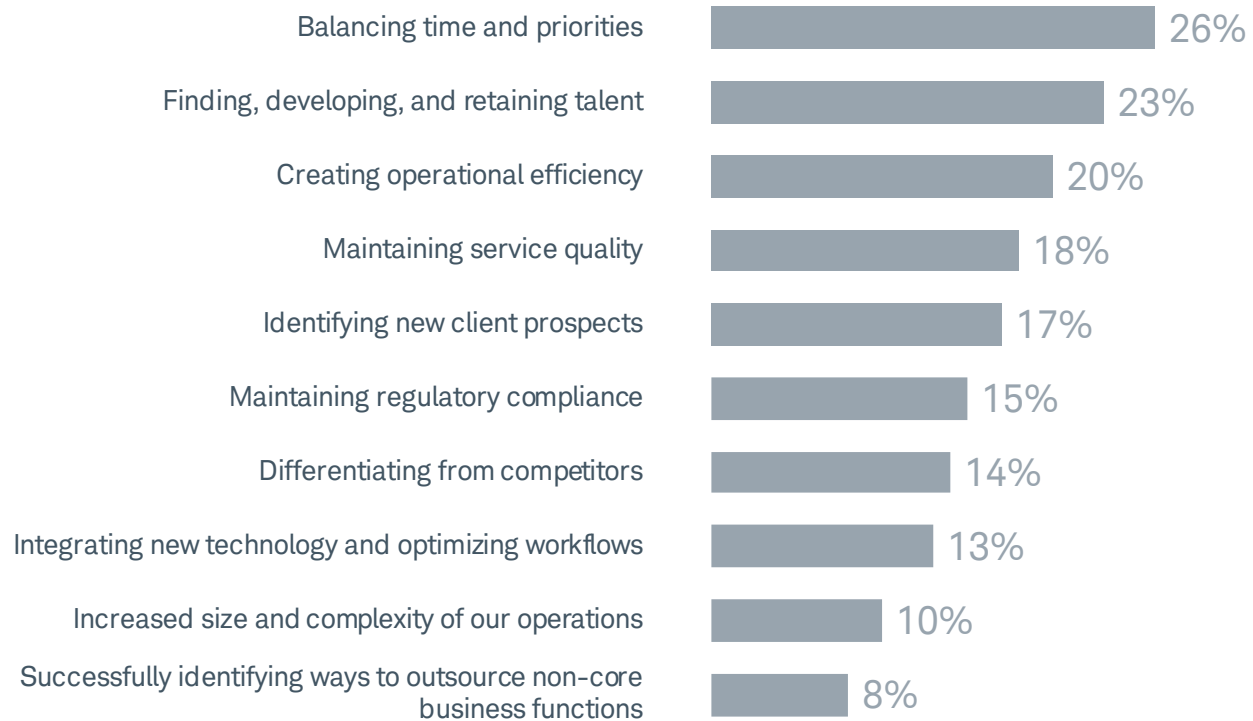 Balancing time and priorities 26%
Finding, developing, and retaining talent 23%
Creating operational efficiency 20%
Maintaining service quality 18%
Identifying new client prospects 17%
Maintaining regulatory compliance 15%
Differentiating from competitors 14%
Integrating new technology and optimizing workflows 13%
Increased size and complexity of our operations 10%
Successfully identifying ways to outsource non-core
business functions 8%